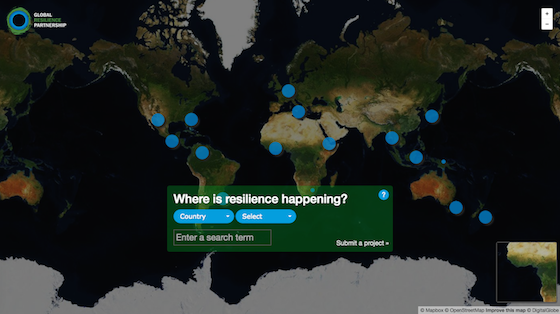 GLOBAL
RESILIENCE
PARTNERSHIP
+
−
Where is resilience happening?
?
Country
Select
Enter a search term
Submit a project »
© Mapbox © OpenStreetMap Improve this map © DigitalGlobe